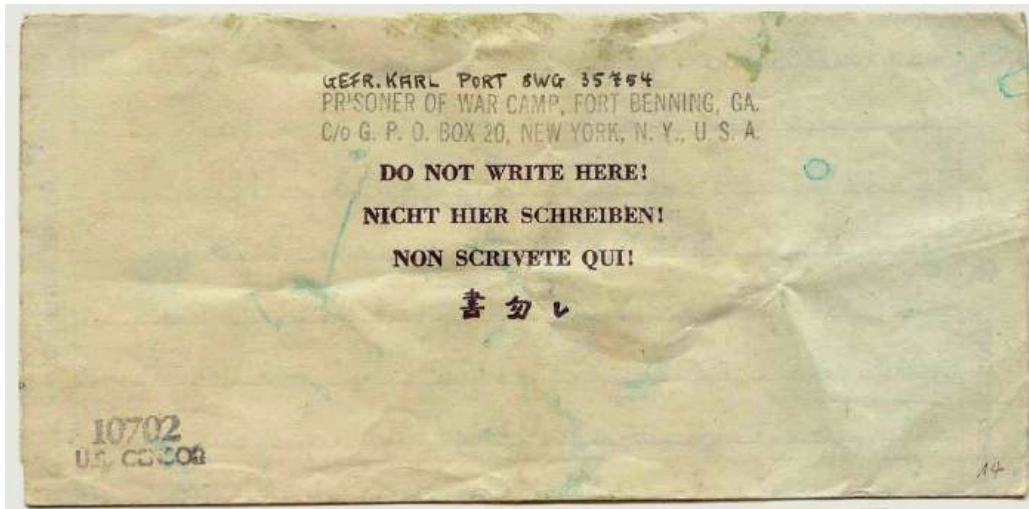 GEFR. KARL PORT 8WG 35754
PRISONER OF WAR CAMP, FORT BENNING, GA.
C/o G. P. O. BOX 20, NEW YORK, N. Y., U. S. A.
DO NOT WRITE HERE!
NICHT HIER SCHREIBEN!
NON SCRIVETE QUI!
書勿レ
10702
U.S. CENSOR
14